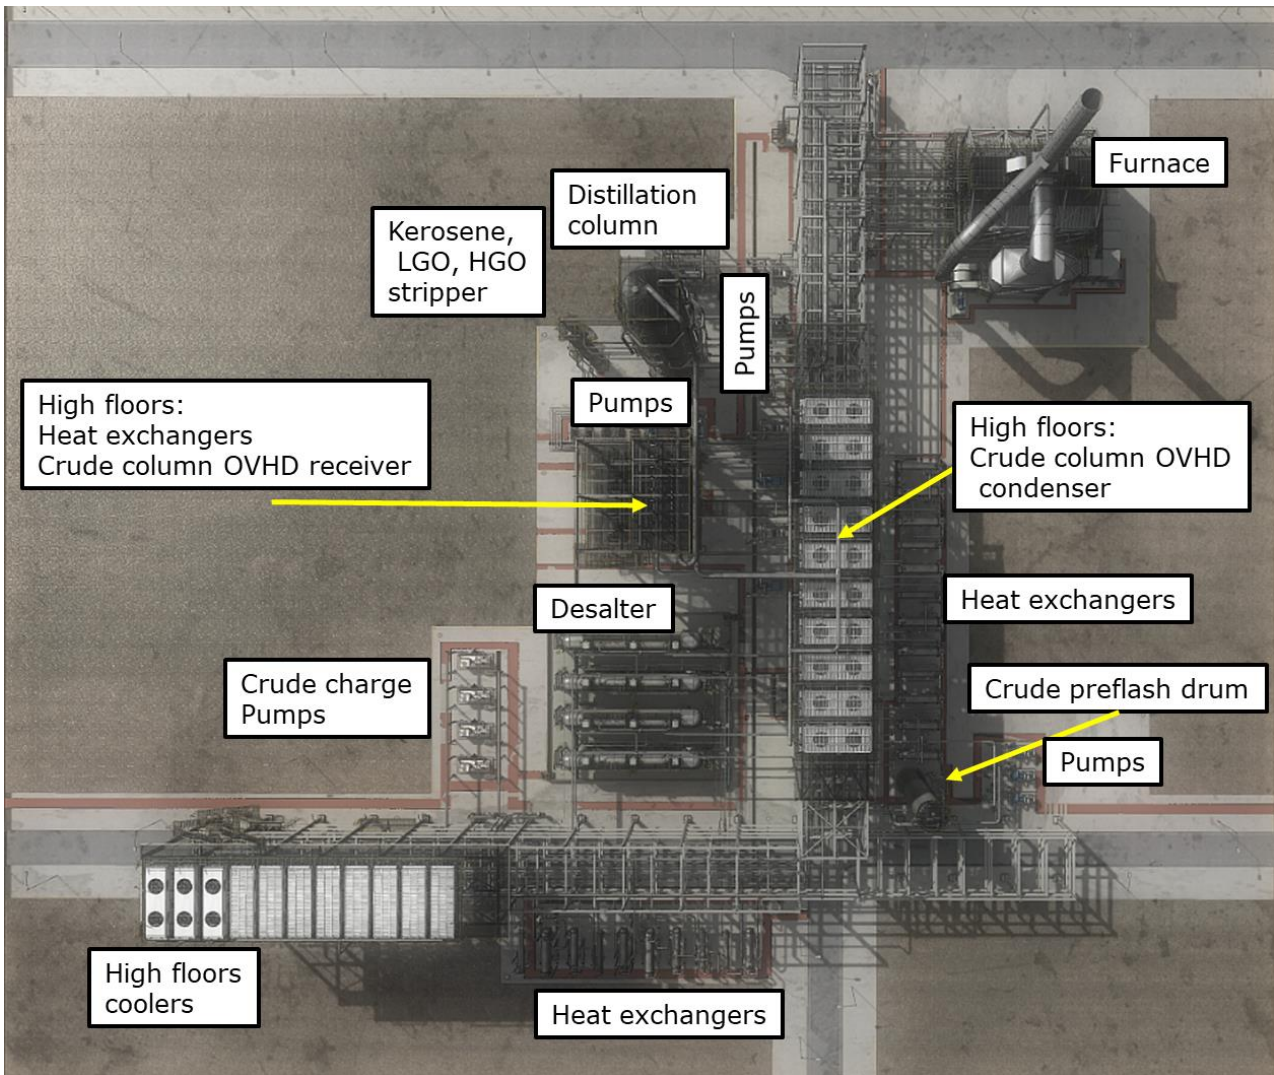 Furnace
Distillation
column
Kerosene,
LGO, HGO
stripper
Pumps
Pumps
High floors:
Heat exchangers
Crude column OVHD receiver
High floors:
Crude column OVHD
condenser
Desalter
Heat exchangers
Crude charge
Pumps
Crude preflash drum
Pumps
High floors
coolers
Heat exchangers